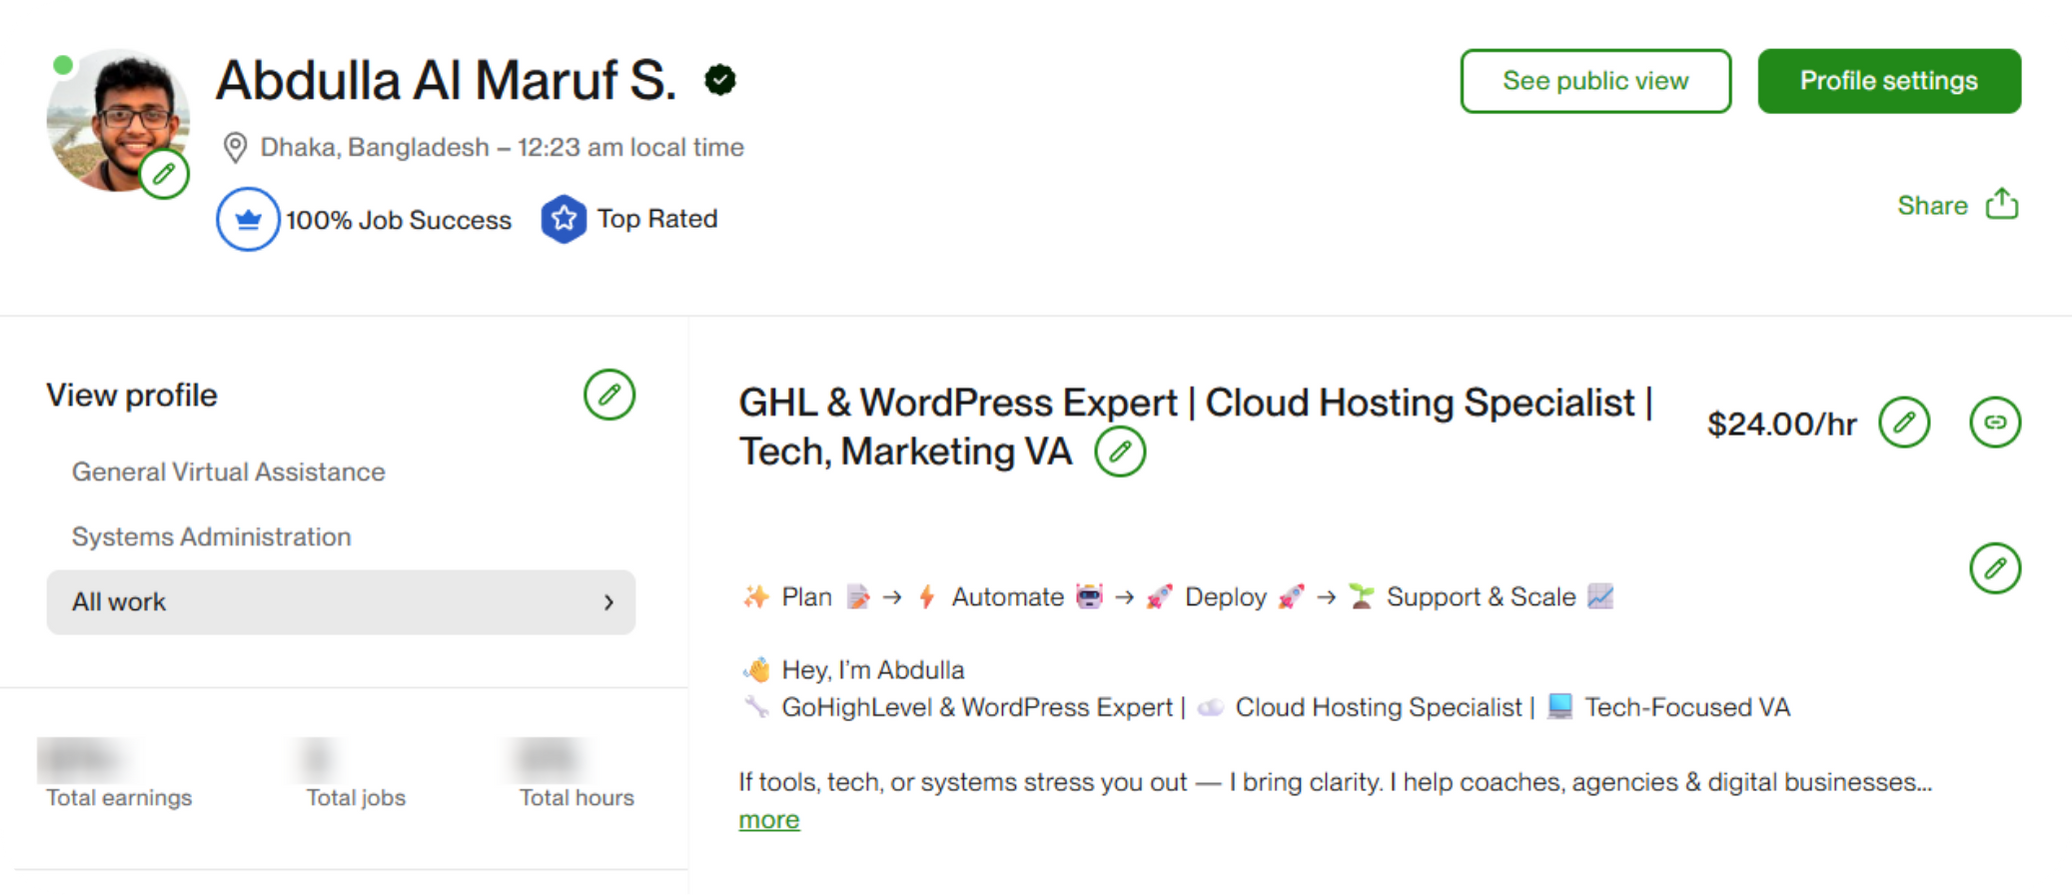 Abdulla Al Maruf S.
See public view
Profile settings
Dhaka, Bangladesh – 12:23 am local time
100% Job Success
Top Rated
Share
View profile
General Virtual Assistance
Systems Administration
All work
Total earnings
Total jobs
Total hours
GHL & WordPress Expert | Cloud Hosting Specialist |
Tech, Marketing VA
$24.00/hr
✨ Plan 📝 → ⚡ Automate 🤖 → 🚀 Deploy 🚀 → 🌱 Support & Scale 📈
👋 Hey, I’m Abdulla
🔧 GoHighLevel & WordPress Expert | ☁️ Cloud Hosting Specialist | 💻 Tech-Focused VA
If tools, tech, or systems stress you out — I bring clarity. I help coaches, agencies & digital businesses...
more